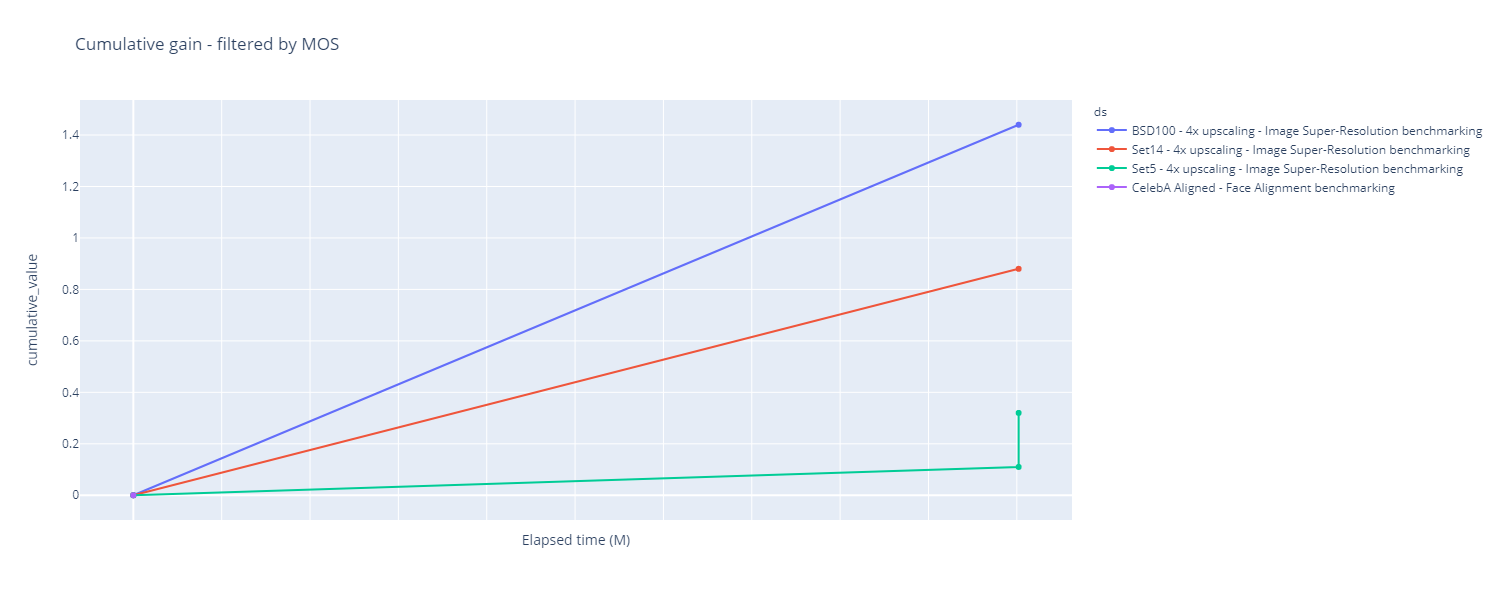 Cumulative gain - filtered by MOS
ds
BSD100 - 4x upscaling - Image Super-Resolution benchmarking
Set14 - 4x upscaling - Image Super-Resolution benchmarking
Set5 - 4x upscaling - Image Super-Resolution benchmarking
CelebA Aligned - Face Alignment benchmarking
1.4
1.2
1
0.8
0.6
0.4
0.2
0
cumulative_value
Elapsed time (M)